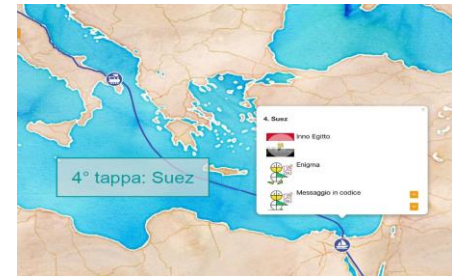 4. Suez
Inno Egitto
Enigma
4° tappa: Suez
Messaggio in codice